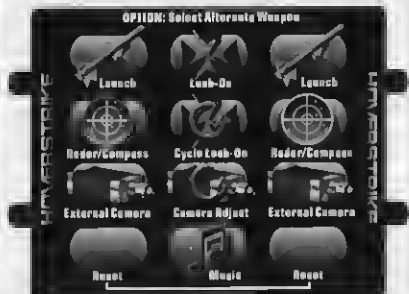 OPTION: Select Alternate Weapon
Launch Lock-On Launch
Radar/Compass Cycle Lock-On Radar/Compass
External Camera Camera Adjust External Camera
Reset Music Reset
HOVERSTRIKE
HOVERSTRIKE